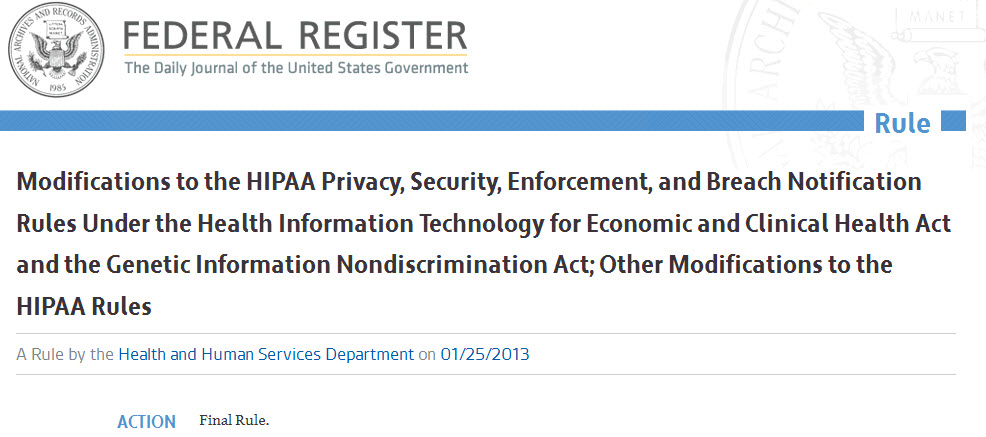 NATIONAL ARCHIVES AND RECORDS ADMINISTRATION
1985
FEDERAL REGISTER
The Daily Journal of the United States Government
MANET
ARCHIV
Rule
Modifications to the HIPAA Privacy, Security, Enforcement, and Breach Notification
Rules Under the Health Information Technology for Economic and Clinical Health Act
and the Genetic Information Nondiscrimination Act; Other Modifications to the
HIPAA Rules
A Rule by the Health and Human Services Department on 01/25/2013
ACTION Final Rule.